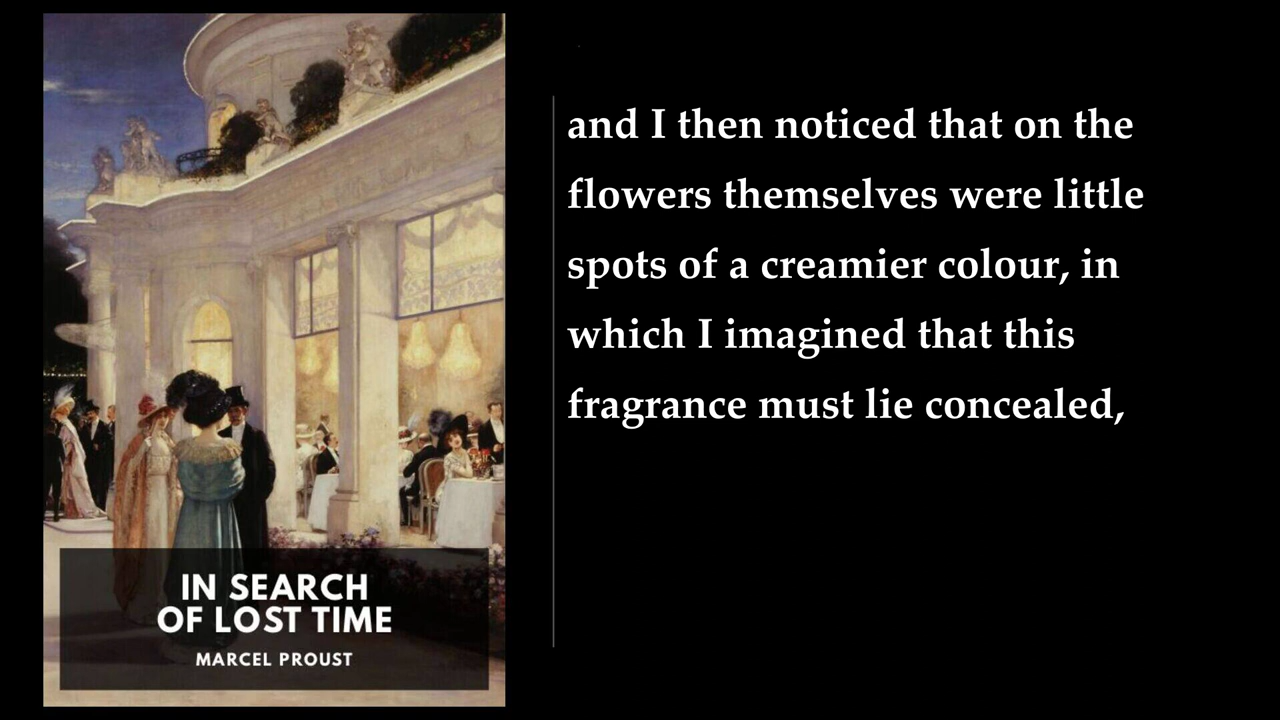 and I then noticed that on the
flowers themselves were little
spots of a creamier colour, in
which I imagined that this
fragrance must lie concealed,
IN SEARCH
OF LOST TIME
MARCEL PROUST